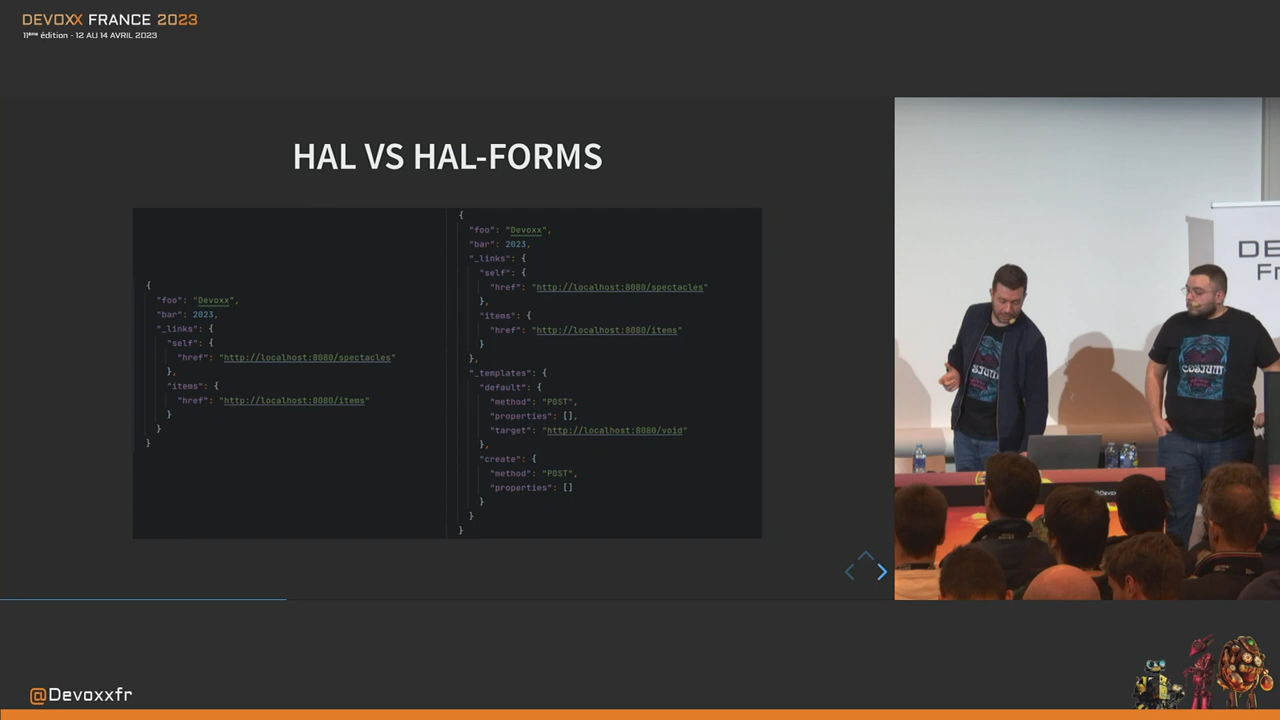 DEVOXX FRANCE 2023
11ème édition - 12 AU 14 AVRIL 2023
HAL VS HAL-FORMS
{
"foo": "Devoxx",
"bar": 2023,
"_links": {
"self": {
"href": "http://localhost:8080/spectacles"
},
"items": {
"href": "http://localhost:8080/items"
}
}
}
{
"foo": "Devoxx",
"bar": 2023,
"_links": {
"self": {
"href": "http://localhost:8080/spectacles"
},
"items": {
"href": "http://localhost:8080/items"
}
},
"_templates": {
"default": {
"method": "POST",
"properties": [],
"target": "http://localhost:8080/void"
},
"create": {
"method": "POST",
"properties": []
}
}
}
DE
Fr
COSIUM
@Devoxxfr